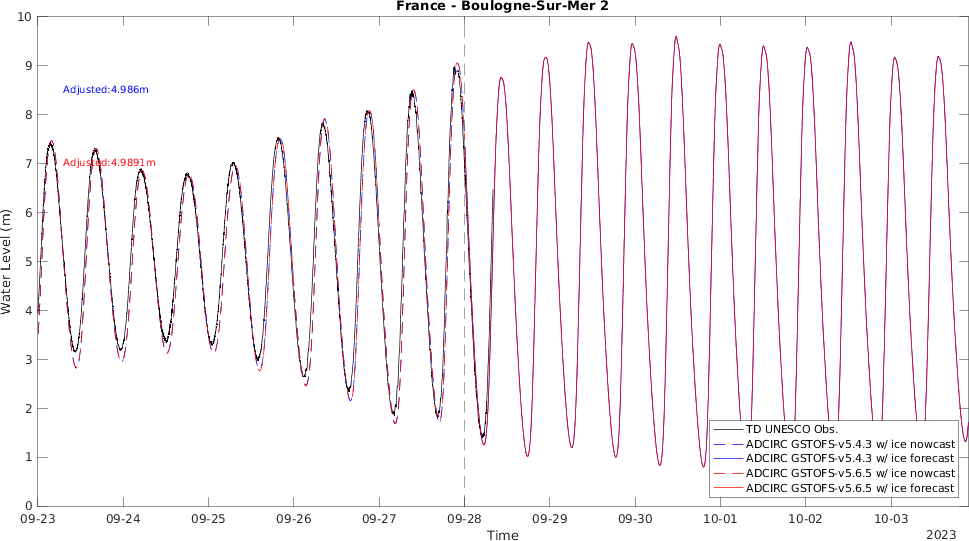 France - Boulogne-Sur-Mer 2
10
9
8
7
6
5
4
3
2
1
0
Water Level (m)
Adjusted:4.986m
Adjusted:4.9891m
TD UNESCO Obs.
ADCIRC GSTOFS-v5.4.3 w/ ice nowcast
ADCIRC GSTOFS-v5.4.3 w/ ice forecast
ADCIRC GSTOFS-v5.6.5 w/ ice nowcast
ADCIRC GSTOFS-v5.6.5 w/ ice forecast
09-23 09-24 09-25 09-26 09-27 09-28 09-29 09-30 10-01 10-02 10-03
Time
2023